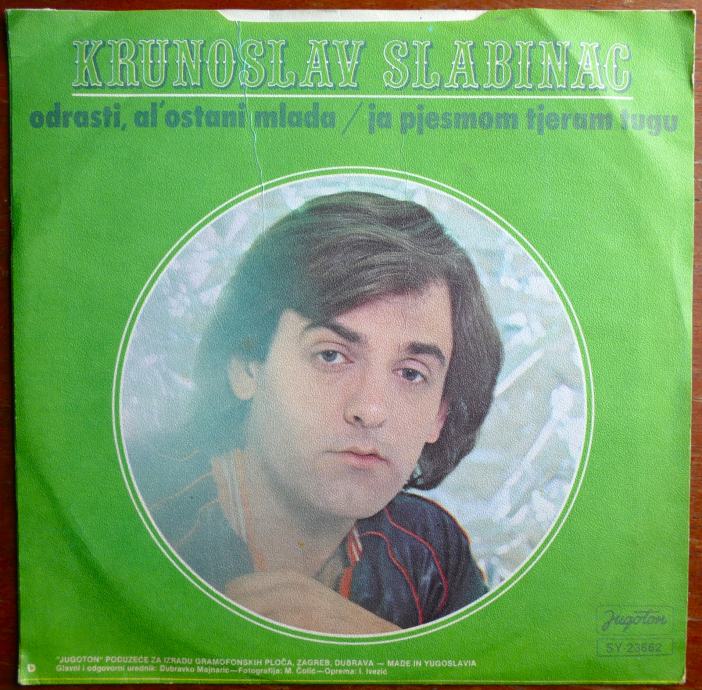 KRUNOSLAV SLABINAC
odrasti, al' ostani mlada / ja pjesmom tjeram tugu
Jugoton
SY-23662
"JUGOTON" PODUZEĆE ZA IZRADU GRAMOFONSKIH PLOČA, ZAGREB, DUBRAVA — MADE IN YUGOSLAVIA
Glavni i odgovorni urednik: Dubravko Majnarić—Fotografija: M. Čolić—Oprema: I. Ivezić